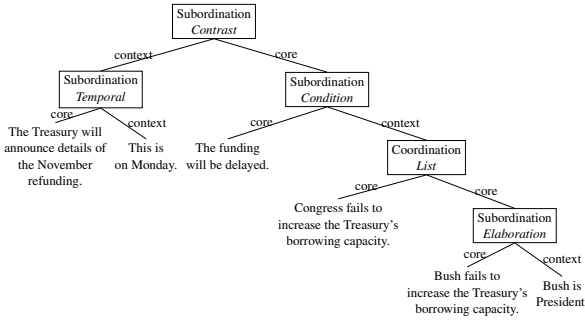 Subordination
Contrast
context
core
Subordination
Temporal
Subordination
Condition
core
context
core
context
The Treasury will
announce details of
the November
refunding.
This is
on Monday.
The funding
will be delayed.
Coordination
List
core
core
Congress fails to
increase the Treasury's
borrowing capacity.
Subordination
Elaboration
core
context
Bush fails to
increase the Treasury's
borrowing capacity.
Bush is
President